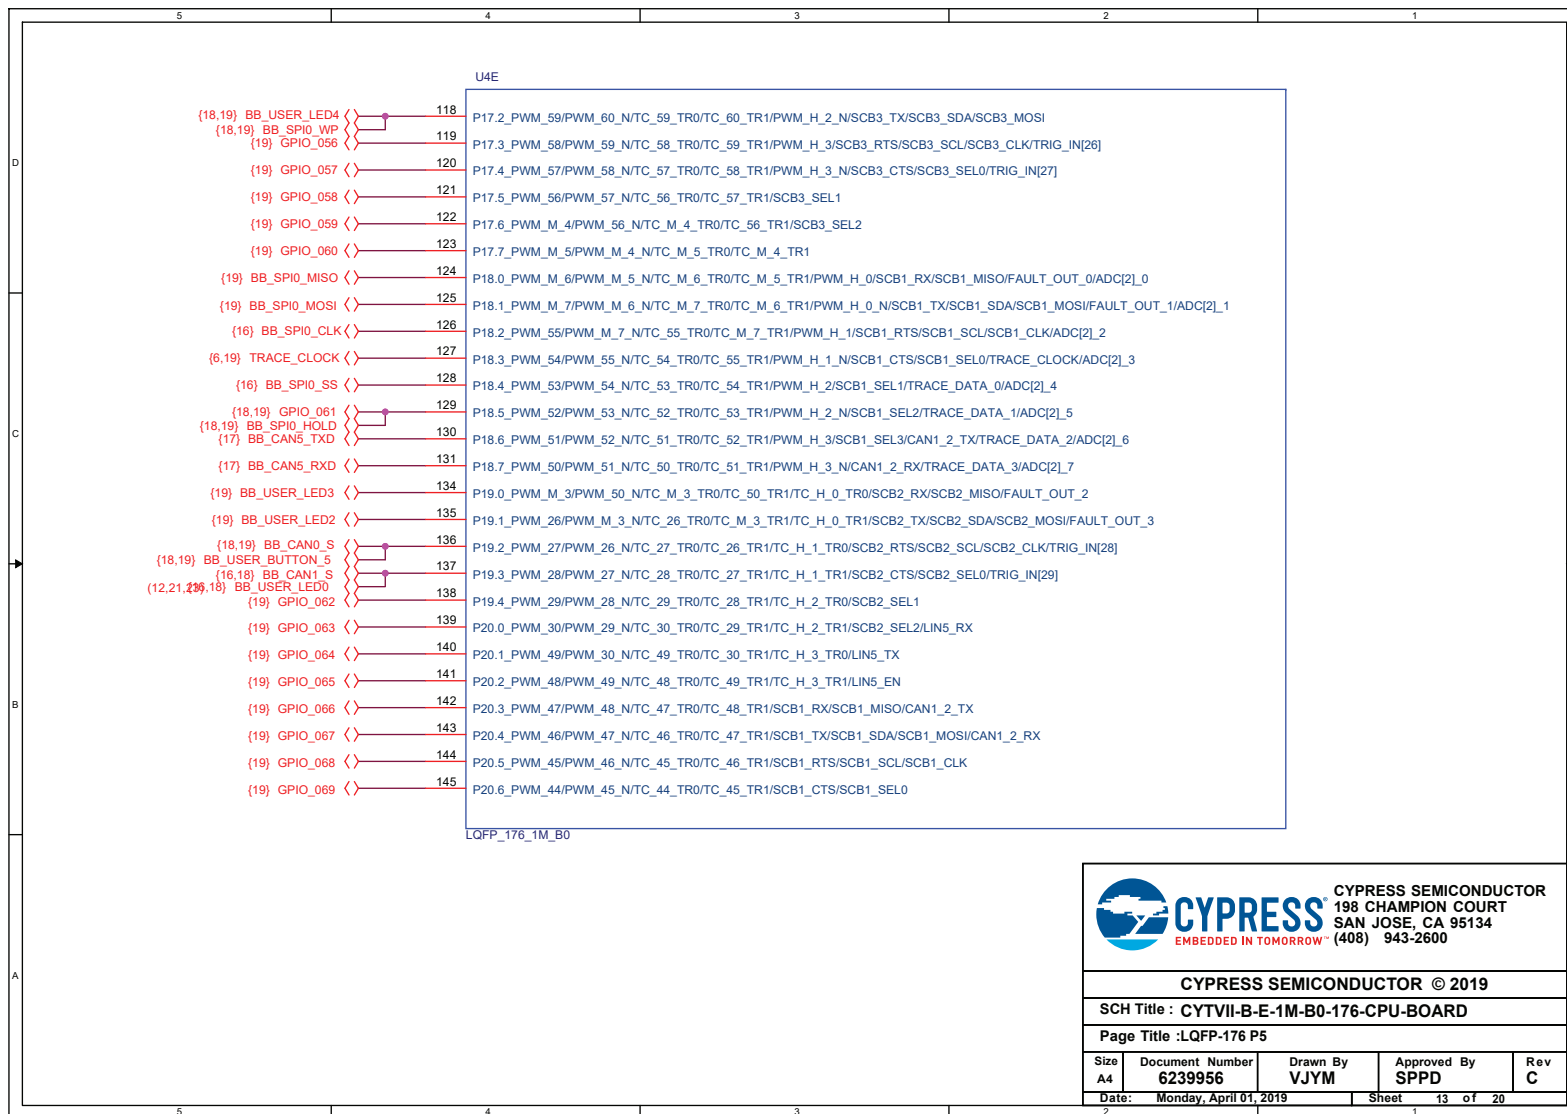 5 4 3 2 1
U4E
{18,19} BB_USER_LED4 118 P17.2_PWM_59/PWM_60_N/TC_59_TR0/TC_60_TR1/PWM_H_2_N/SCB3_TX/SCB3_SDA/SCB3_MOSI
{18,19} BB_SPI0_WP
{19} GPIO_056 119 P17.3_PWM_58/PWM_59_N/TC_58_TR0/TC_59_TR1/PWM_H_3/SCB3_RTS/SCB3_SCL/SCB3_CLK/TRIG_IN[26]
D
{19} GPIO_057 120 P17.4_PWM_57/PWM_58_N/TC_57_TR0/TC_58_TR1/PWM_H_3_N/SCB3_CTS/SCB3_SEL0/TRIG_IN[27]
{19} GPIO_058 121 P17.5_PWM_56/PWM_57_N/TC_56_TR0/TC_57_TR1/SCB3_SEL1
{19} GPIO_059 122 P17.6_PWM_M_4/PWM_56_N/TC_M_4_TR0/TC_56_TR1/SCB3_SEL2
{19} GPIO_060 123 P17.7_PWM_M_5/PWM_M_4_N/TC_M_5_TR0/TC_M_4_TR1
{19} BB_SPI0_MISO 124 P18.0_PWM_M_6/PWM_M_5_N/TC_M_6_TR0/TC_M_5_TR1/PWM_H_0/SCB1_RX/SCB1_MISO/FAULT_OUT_0/ADC[2]_0
{19} BB_SPI0_MOSI 125 P18.1_PWM_M_7/PWM_M_6_N/TC_M_7_TR0/TC_M_6_TR1/PWM_H_0_N/SCB1_TX/SCB1_SDA/SCB1_MOSI/FAULT_OUT_1/ADC[2]_1
{16} BB_SPI0_CLK 126 P18.2_PWM_55/PWM_M_7_N/TC_55_TR0/TC_M_7_TR1/PWM_H_1/SCB1_RTS/SCB1_SCL/SCB1_CLK/ADC[2]_2
{6,19} TRACE_CLOCK 127 P18.3_PWM_54/PWM_55_N/TC_54_TR0/TC_55_TR1/PWM_H_1_N/SCB1_CTS/SCB1_SEL0/TRACE_CLOCK/ADC[2]_3
{16} BB_SPI0_SS 128 P18.4_PWM_53/PWM_54_N/TC_53_TR0/TC_54_TR1/PWM_H_2/SCB1_SEL1/TRACE_DATA_0/ADC[2]_4
{18,19} GPIO_061 129 P18.5_PWM_52/PWM_53_N/TC_52_TR0/TC_53_TR1/PWM_H_2_N/SCB1_SEL2/TRACE_DATA_1/ADC[2]_5
{18,19} BB_SPI0_HOLD
C
{17} BB_CAN5_TXD 130 P18.6_PWM_51/PWM_52_N/TC_51_TR0/TC_52_TR1/PWM_H_3/SCB1_SEL3/CAN1_2_TX/TRACE_DATA_2/ADC[2]_6
{17} BB_CAN5_RXD 131 P18.7_PWM_50/PWM_51_N/TC_50_TR0/TC_51_TR1/PWM_H_3_N/CAN1_2_RX/TRACE_DATA_3/ADC[2]_7
{19} BB_USER_LED3 134 P19.0_PWM_M_3/PWM_50_N/TC_M_3_TR0/TC_50_TR1/TC_H_0_TR0/SCB2_RX/SCB2_MISO/FAULT_OUT_2
{19} BB_USER_LED2 135 P19.1_PWM_26/PWM_M_3_N/TC_26_TR0/TC_M_3_TR1/TC_H_0_TR1/SCB2_TX/SCB2_SDA/SCB2_MOSI/FAULT_OUT_3
{18,19} BB_CAN0_S 136 P19.2_PWM_27/PWM_26_N/TC_27_TR0/TC_26_TR1/TC_H_1_TR0/SCB2_RTS/SCB2_SCL/SCB2_CLK/TRIG_IN[28]
{18,19} BB_USER_BUTTON_5
{16,18} BB_CAN1_S 137 P19.3_PWM_28/PWM_27_N/TC_28_TR0/TC_27_TR1/TC_H_1_TR1/SCB2_CTS/SCB2_SEL0/TRIG_IN[29]
BB_USER_LED0
{19} GPIO_062 138 P19.4_PWM_29/PWM_28_N/TC_29_TR0/TC_28_TR1/TC_H_2_TR0/SCB2_SEL1
{19} GPIO_063 139 P20.0_PWM_30/PWM_29_N/TC_30_TR0/TC_29_TR1/TC_H_2_TR1/SCB2_SEL2/LIN5_RX
{19} GPIO_064 140 P20.1_PWM_49/PWM_30_N/TC_49_TR0/TC_30_TR1/TC_H_3_TR0/LIN5_TX
{19} GPIO_065 141 P20.2_PWM_48/PWM_49_N/TC_48_TR0/TC_49_TR1/TC_H_3_TR1/LIN5_EN
B
{19} GPIO_066 142 P20.3_PWM_47/PWM_48_N/TC_47_TR0/TC_48_TR1/SCB1_RX/SCB1_MISO/CAN1_2_TX
{19} GPIO_067 143 P20.4_PWM_46/PWM_47_N/TC_46_TR0/TC_47_TR1/SCB1_TX/SCB1_SDA/SCB1_MOSI/CAN1_2_RX
{19} GPIO_068 144 P20.5_PWM_45/PWM_46_N/TC_45_TR0/TC_46_TR1/SCB1_RTS/SCB1_SCL/SCB1_CLK
{19} GPIO_069 145 P20.6_PWM_44/PWM_45_N/TC_44_TR0/TC_45_TR1/SCB1_CTS/SCB1_SEL0
LQFP_176_1M_B0
A
CYPRESS
EMBEDDED IN TOMORROW™
CYPRESS SEMICONDUCTOR
198 CHAMPION COURT
SAN JOSE, CA 95134
(408) 943-2600
CYPRESS SEMICONDUCTOR © 2019
SCH Title : CYTVII-B-E-1M-B0-176-CPU-BOARD
Page Title :LQFP-176 P5
Size Document Number Drawn By Approved By Rev
A4 6239956 VJYM SPPD C
Date: Monday, April 01, 2019 Sheet 13 of 20
5 4 3 2 1